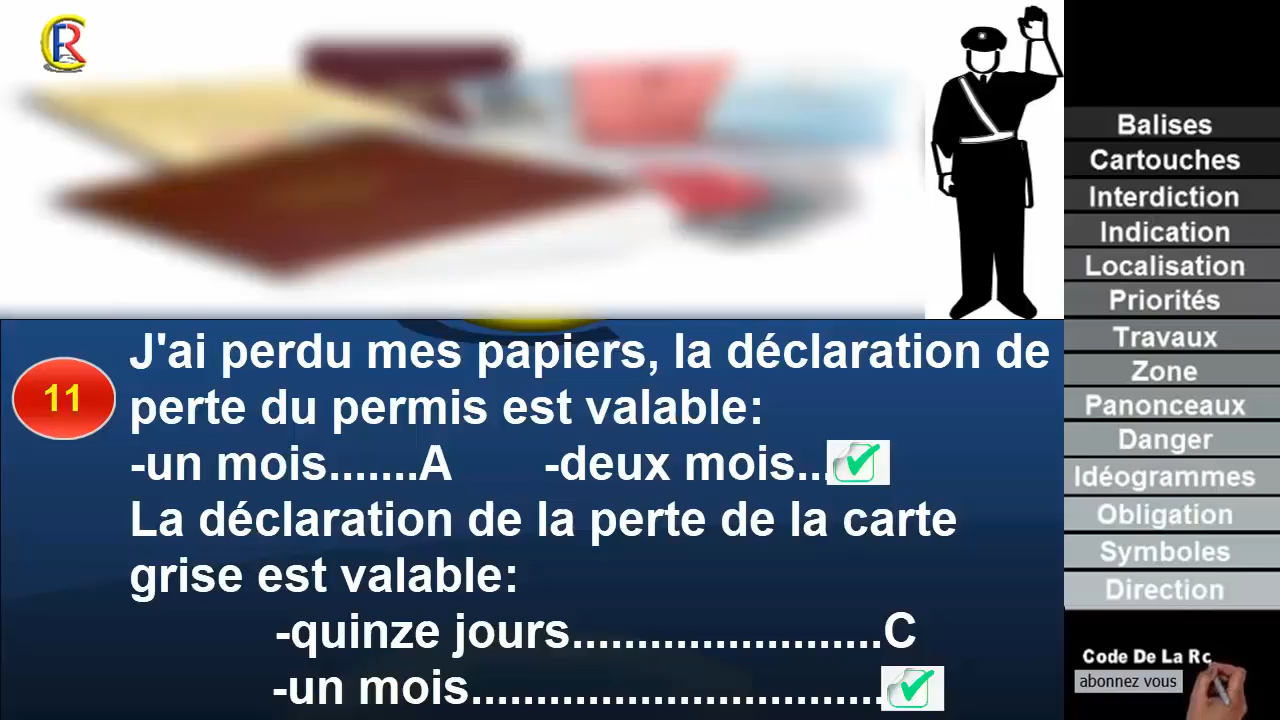 FR
J'ai perdu mes papiers, la déclaration de
11
perte du permis est valable:
-un mois.......A -deux mois...
La déclaration de la perte de la carte
grise est valable:
-quinze jours........................C
-un mois................................
Balises
Cartouches
Interdiction
Indication
Localisation
Priorités
Travaux
Zone
Panonceaux
Danger
Idéogrammes
Obligation
Symboles
Direction
Code De La Rc
abonnez vous